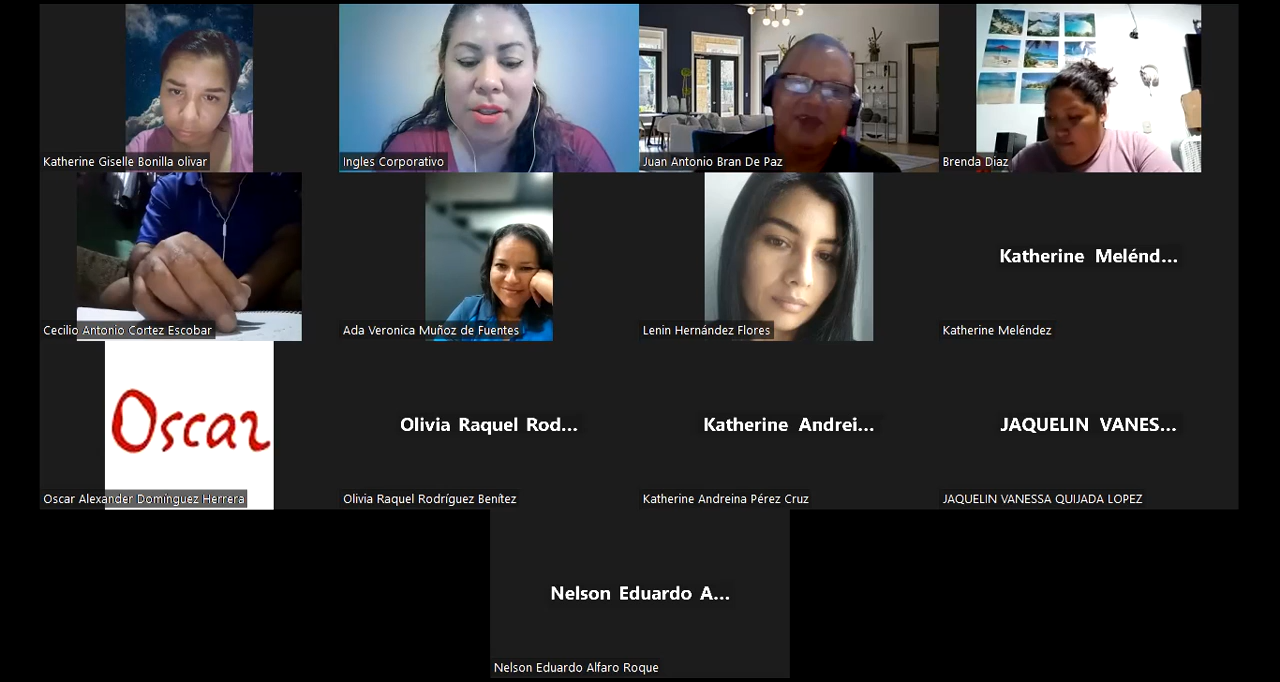 Katherine Giselle Bonilla olivar
Ingles Corporativo
Juan Antonio Bran De Paz
Brenda Diaz
Cecilio Antonio Cortez Escobar
Ada Veronica Muñoz de Fuentes
Lenin Hernández Flores
Katherine Melénd...
Katherine Meléndez
Oscar
Oscar Alexander Domínguez Herrera
Olivia Raquel Rod...
Olivia Raquel Rodríguez Benítez
Katherine Andrei...
Katherine Andreina Pérez Cruz
JAQUELIN VANES...
JAQUELIN VANESSA QUIJADA LOPEZ
Nelson Eduardo A...
Nelson Eduardo Alfaro Roque